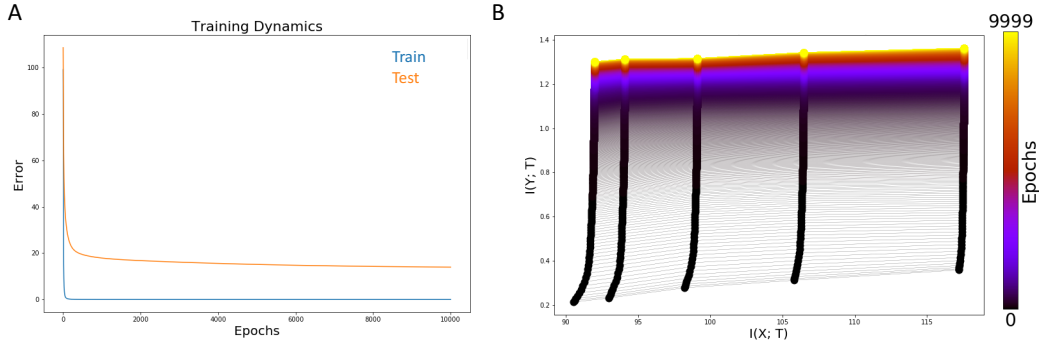 A
Training Dynamics
Train
Test
Error
100
80
60
40
20
0
0
2000
4000
6000
8000
10000
Epochs
B
I(Y; T)
1.4
1.2
1.0
0.8
0.6
0.4
0.2
90
95
100
105
110
115
I(X; T)
9999
Epochs
0